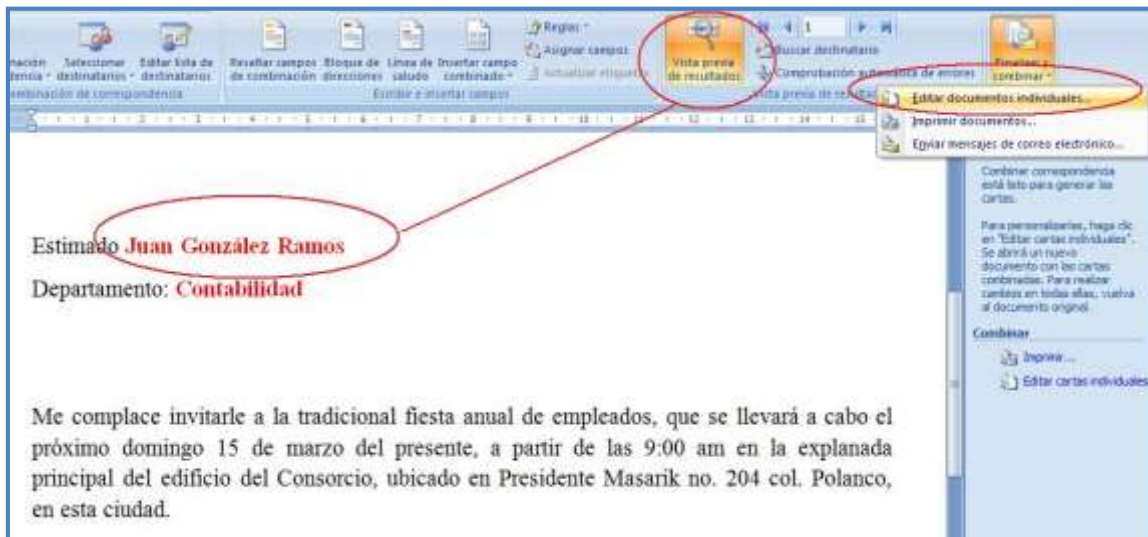 Reglas
1
Asignar campos
Buscar destinatario
Actualizar etiquetas
Comprobación automática de errores
Seleccionar destinatarios
Editar lista de destinatarios
Resaltar campos de combinación
Bloque de direcciones
Línea de saludo
Insertar campo combinado
Vista previa de resultados
Finalizar y combinar
Escribir e insertar campos
Editar documentos individuales...
Imprimir documentos...
Enviar mensajes de correo electrónico...
Estimado Juan González Ramos
Departamento: Contabilidad
Me complace invitarle a la tradicional fiesta anual de empleados, que se llevará a cabo el
próximo domingo 15 de marzo del presente, a partir de las 9:00 am en la explanada
principal del edificio del Consorcio, ubicado en Presidente Masarik no. 204 col. Polanco,
en esta ciudad.
Combinar correspondencia
está listo para generar las
cartas.
Para personalizarlas, haga clic
en "Editar cartas individuales".
Se abrirá un nuevo
documento con las cartas
combinadas. Para realizar
cambios en todas ellas, vuelva
al documento original.
Combinar
Imprimir...
Editar cartas individuales